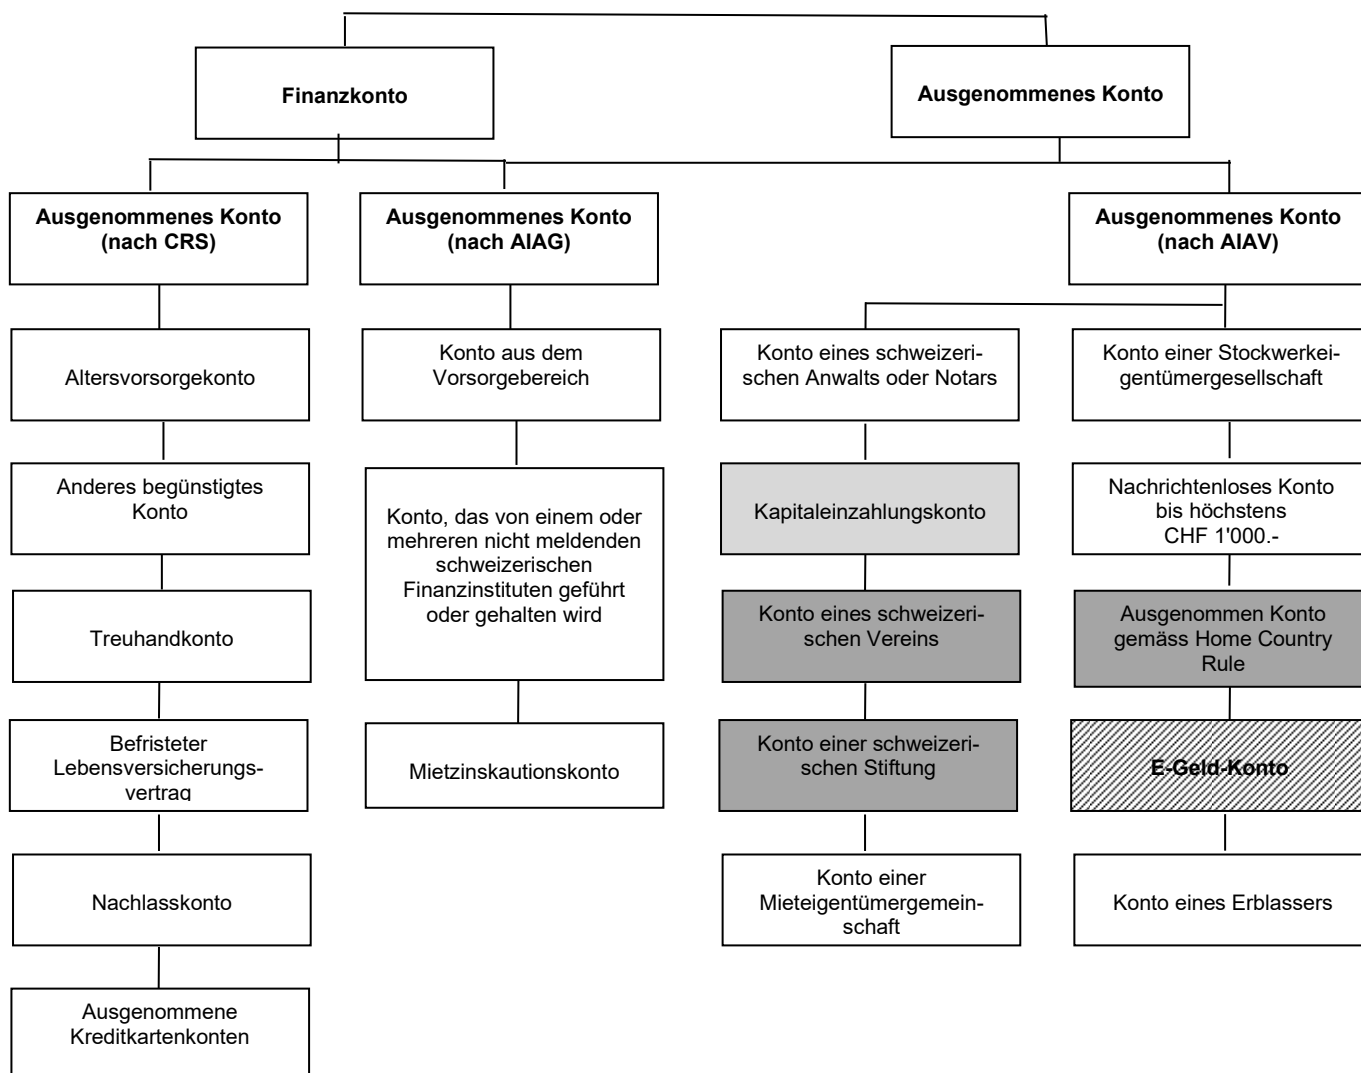 Finanzkonto
Ausgenommenes Konto
Ausgenommenes Konto
(nach CRS)
Ausgenommenes Konto
(nach AIAG)
Ausgenommenes Konto
(nach AIAV)
Altersvorsorgekonto
Konto aus dem
Vorsorgebereich
Konto eines schweizeri-
schen Anwalts oder Notars
Konto einer Stockwerkei-
gentümergesellschaft
Anderes begünstigtes
Konto
Konto, das von einem oder
mehreren nicht meldenden
schweizerischen
Finanzinstituten geführt
oder gehalten wird
Kapitaleinzahlungskonto
Nachrichtenloses Konto
bis höchstens
CHF 1'000.-
Treuhandkonto
Konto eines schweizeri-
schen Vereins
Ausgenommen Konto
gemäss Home Country
Rule
Befristeter
Lebensversicherungs-
vertrag
Mietzinskautionskonto
Konto einer schweizeri-
schen Stiftung
E-Geld-Konto
Nachlasskonto
Konto einer
Mieteigentümergemein-
schaft
Konto eines Erblassers
Ausgenommene
Kreditkartenkonten